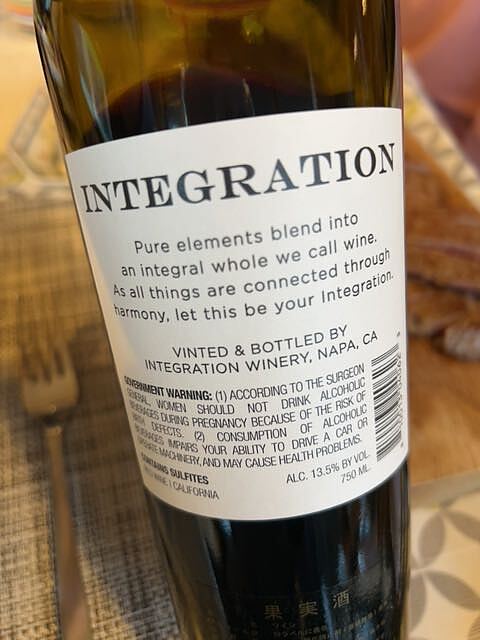 INTEGRATION
Pure elements blend into
an integral whole we call wine.
As all things are connected through
harmony, let this be your Integration.
VINTED & BOTTLED BY
INTEGRATION WINERY, NAPA, CA
GOVERNMENT WARNING: (1) ACCORDING TO THE SURGEON
GENERAL, WOMEN SHOULD NOT DRINK ALCOHOLIC
BEVERAGES DURING PREGNANCY BECAUSE OF THE RISK OF
BIRTH DEFECTS. (2) CONSUMPTION OF ALCOHOLIC
BEVERAGES IMPAIRS YOUR ABILITY TO DRIVE A CAR OR
OPERATE MACHINERY, AND MAY CAUSE HEALTH PROBLEMS.
CONTAINS SULFITES
RED WINE | CALIFORNIA
ALC. 13.5% BY VOL.
750 ML.
果実酒